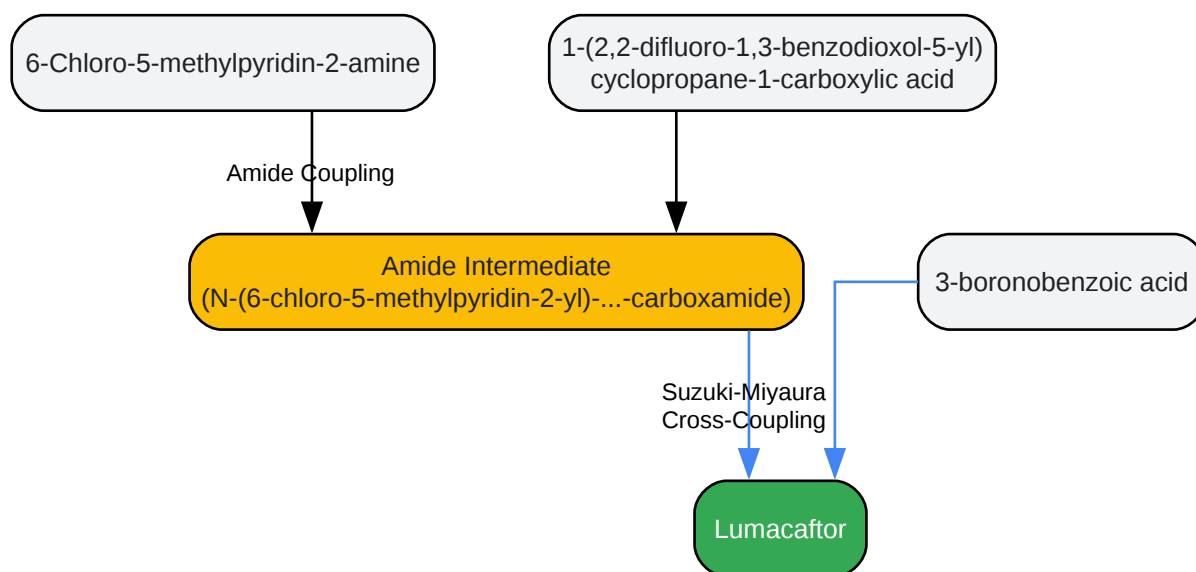 6-Chloro-5-methylpyridin-2-amine
1-(2,2-difluoro-1,3-benzodioxol-5-yl)
cyclopropane-1-carboxylic acid
Amide Coupling
Amide Intermediate
(N-(6-chloro-5-methylpyridin-2-yl)-...-carboxamide)
3-boronobenzoic acid
Suzuki-Miyaura
Cross-Coupling
Lumacaftor